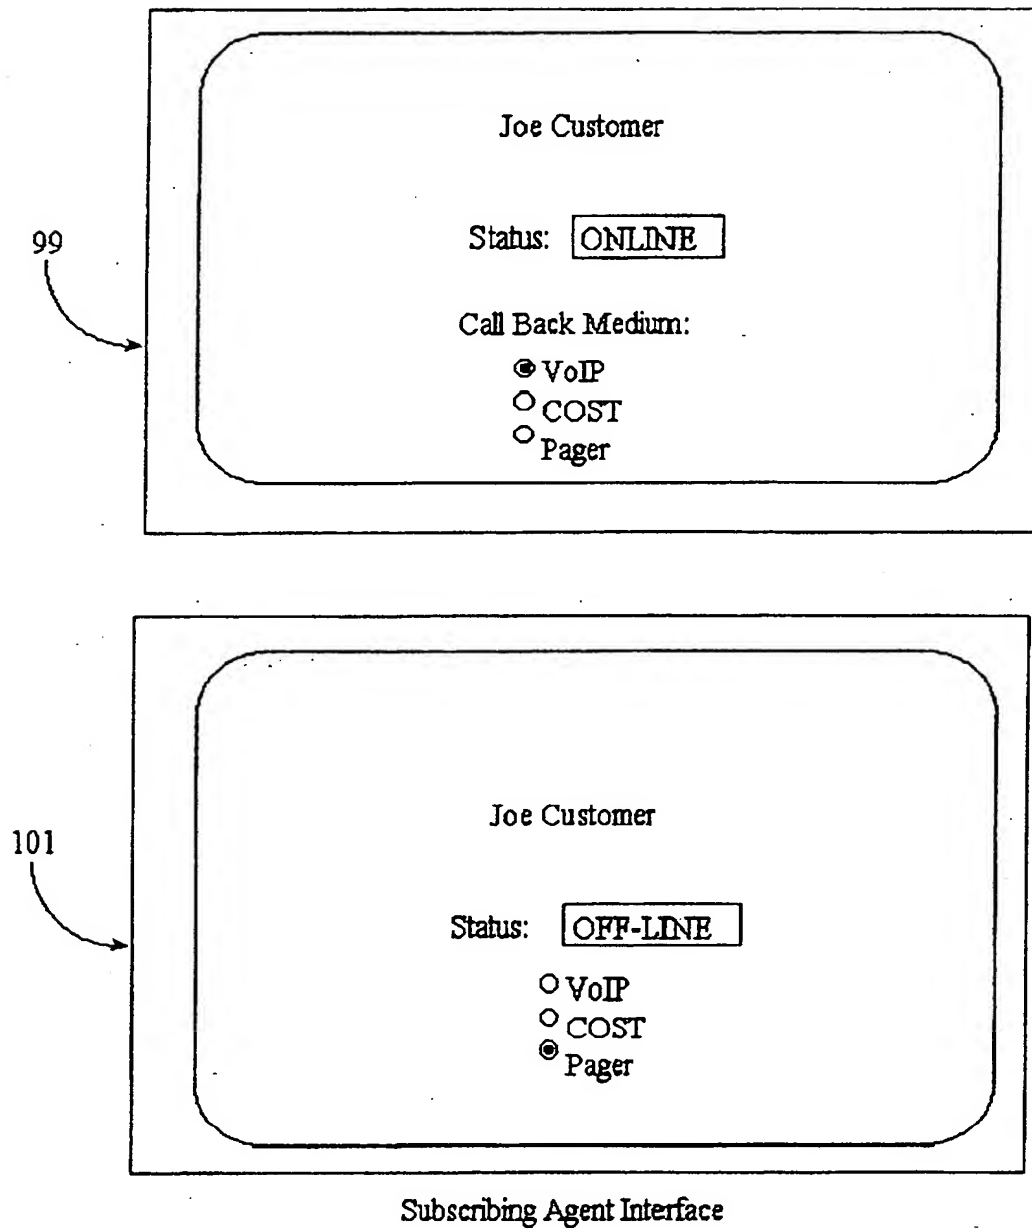 Joe Customer
99
Status: ONLINE
Call Back Medium:
VoIP
COST
Pager
Joe Customer
101
Status: OFF-LINE
VoIP
COST
Pager
Subscribing Agent Interface